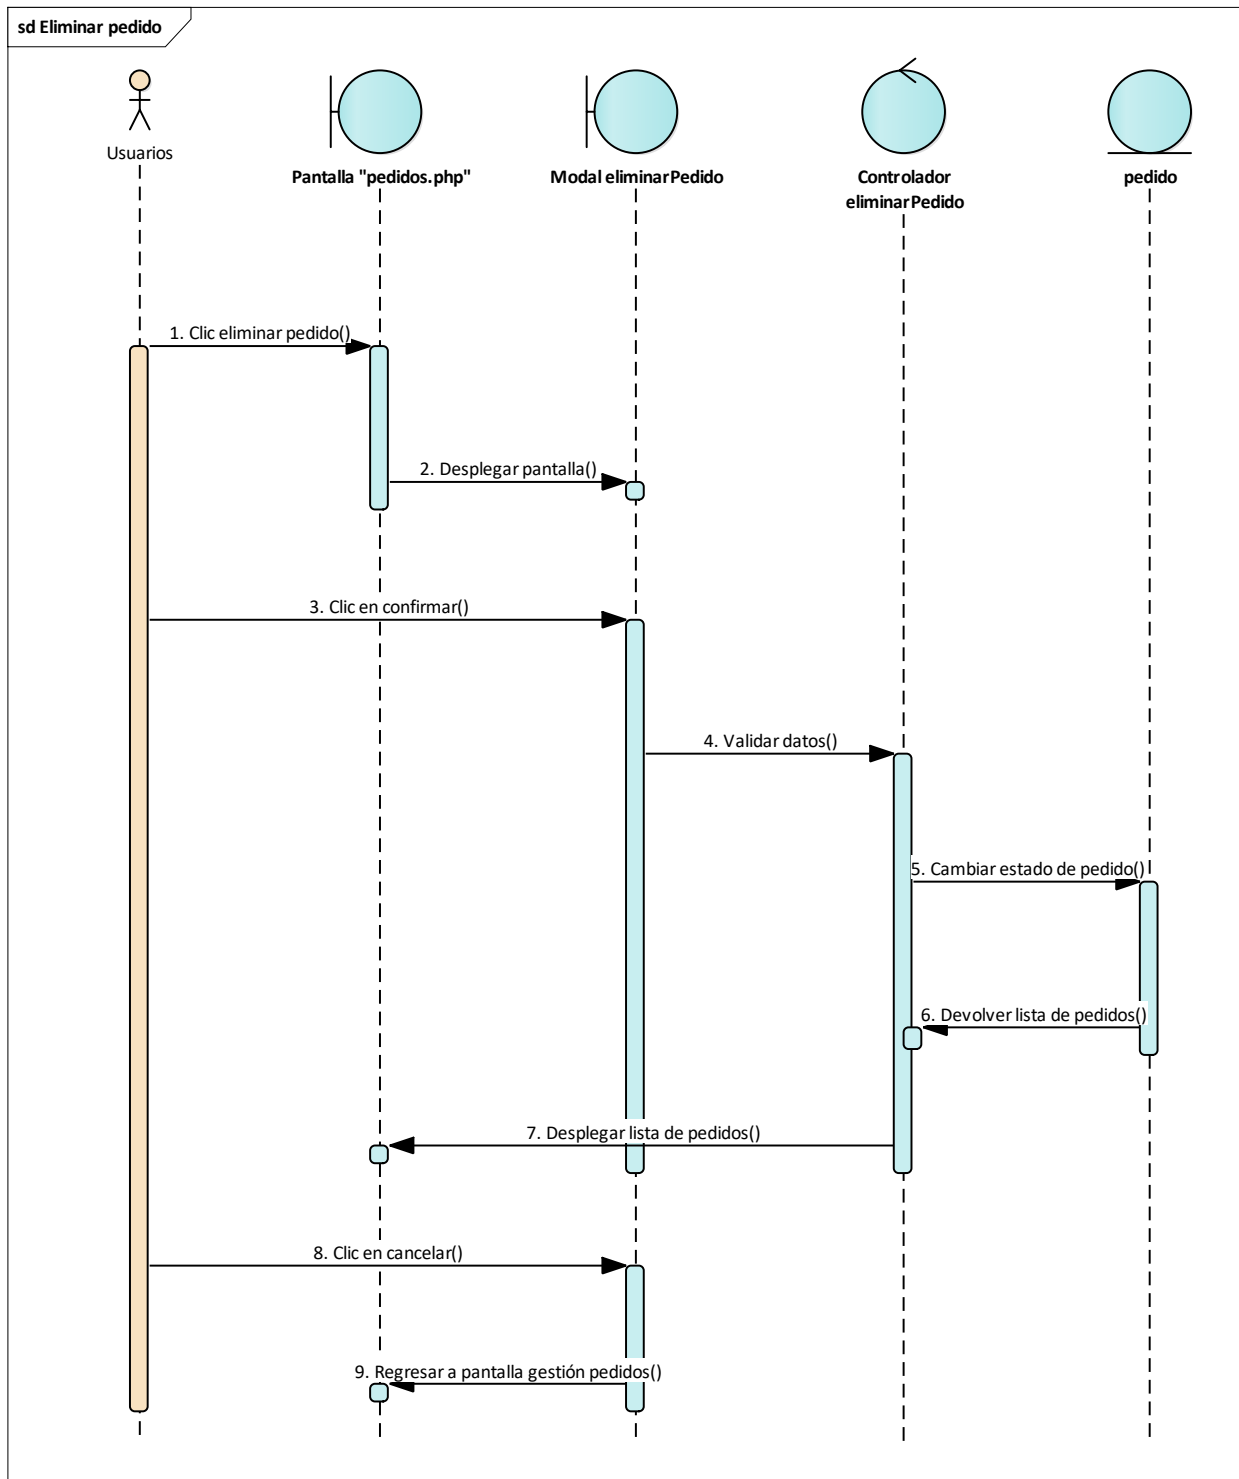 sd Eliminar pedido
Usuarios
Pantalla "pedidos.php"
Modal eliminarPedido
Controlador
eliminarPedido
pedido
1. Clic eliminar pedido()
2. Desplegar pantalla()
3. Clic en confirmar()
4. Validar datos()
5. Cambiar estado de pedido()
6. Devolver lista de pedidos()
7. Desplegar lista de pedidos()
8. Clic en cancelar()
9. Regresar a pantalla gestión pedidos()